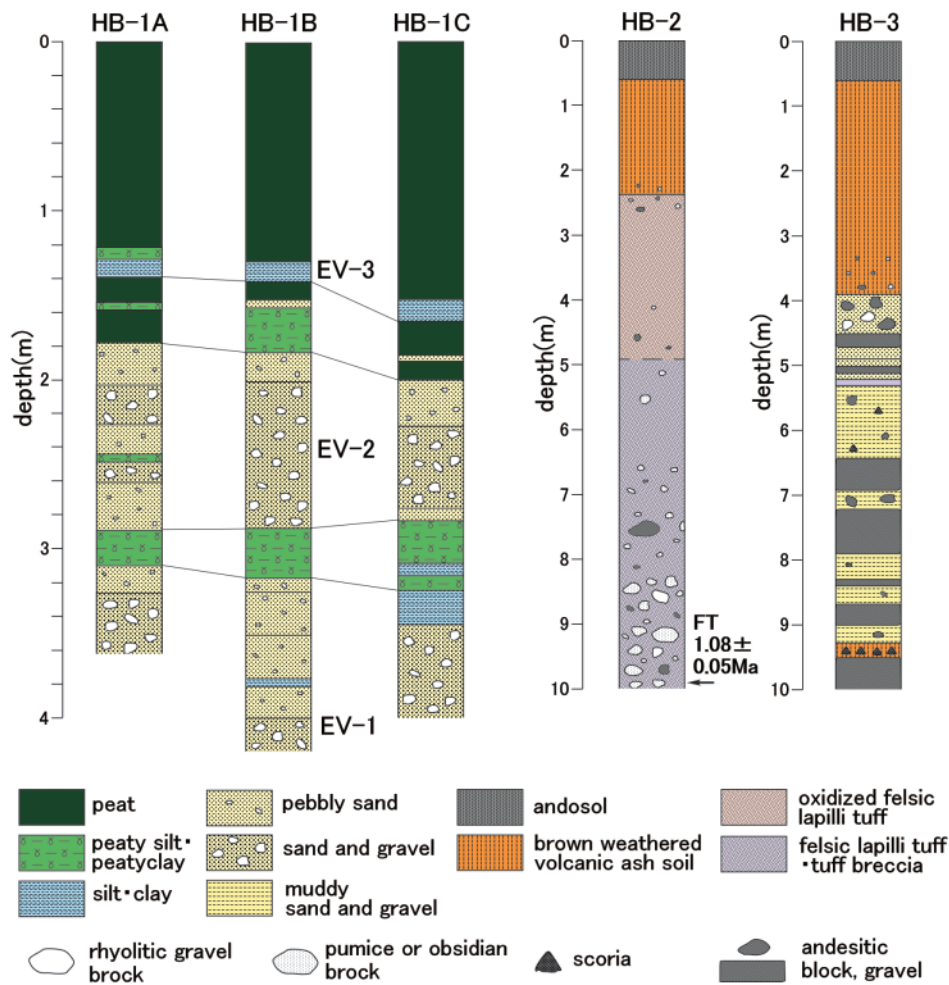 HB-1A HB-1B HB-1C HB-2 HB-3
0
1
2
3
4
depth(m)
EV-3
EV-2
EV-1
0
1
2
3
4
5
6
7
8
9
10
depth(m)
FT
1.08±
0.05Ma
0
1
2
3
4
5
6
7
8
9
10
depth(m)
peat
peaty silt・
peatyclay
silt・clay
pebbly sand
sand and gravel
muddy
sand and gravel
andosol
brown weathered
volcanic ash soil
oxidized felsic
lapilli tuff
felsic lapilli tuff
・tuff breccia
rhyolitic gravel
brock
pumice or obsidian
brock
scoria
andesitic
block, gravel